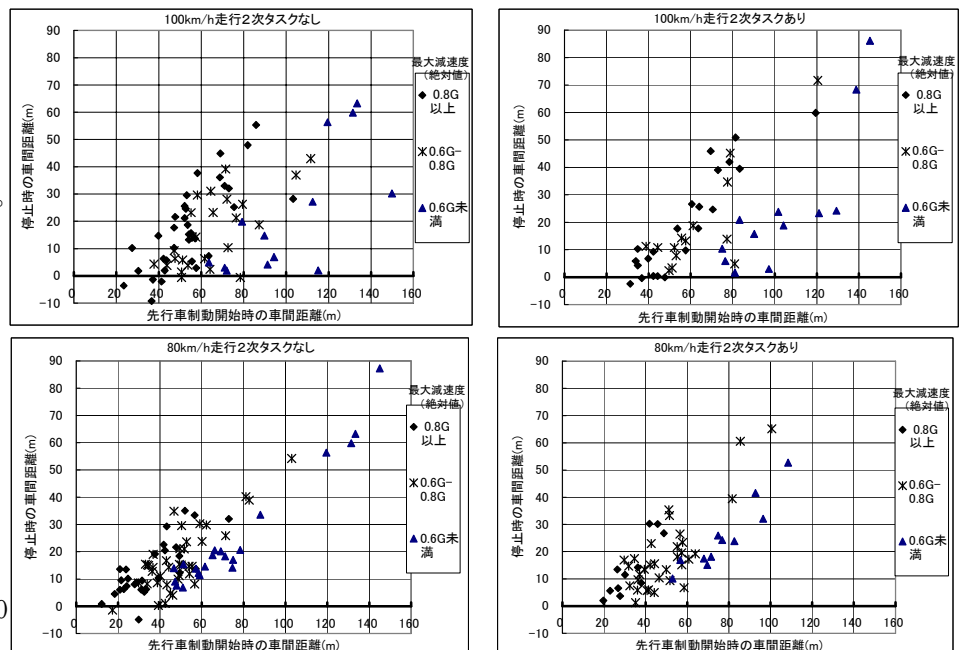 100km/h走行2次タスクなし
90
80
70
60
50
40
30
20
10
0
−10
0
20
40
60
80
100
120
140
160
停止時の車間距離(m)
先行車制動開始時の車間距離(m)
最大減速度
(絶対値)
0.8G
以上
0.6G−
0.8G
0.6G未
満
100km/h走行2次タスクあり
90
80
70
60
50
40
30
20
10
0
−10
0
20
40
60
80
100
120
140
160
停止時の車間距離(m)
先行車制動開始時の車間距離(m)
最大減速度
(絶対値)
0.8G
以上
0.6G−
0.8G
0.6G未
満
80km/h走行2次タスクなし
90
80
70
60
50
40
30
20
10
0
−10
0
20
40
60
80
100
120
140
160
停止時の車間距離(m)
先行車制動開始時の車間距離(m)
最大減速度
(絶対値)
0.8G
以上
0.6G−
0.8G
0.6G未
満
80km/h走行2次タスクあり
90
80
70
60
50
40
30
20
10
0
−10
0
20
40
60
80
100
120
140
160
停止時の車間距離(m)
先行車制動開始時の車間距離(m)
最大減速度
(絶対値)
0.8G
以上
0.6G−
0.8G
0.6G未
満